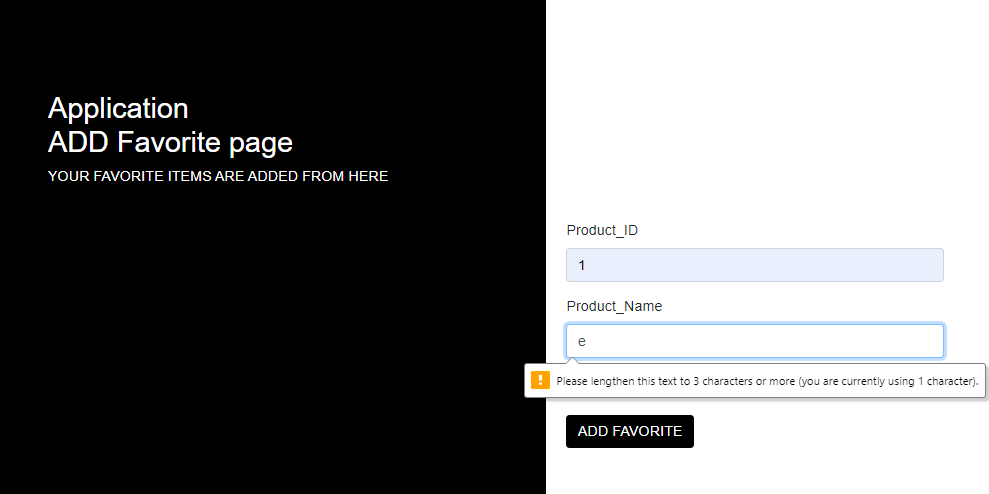 Application
ADD Favorite page
YOUR FAVORITE ITEMS ARE ADDED FROM HERE
Product_ID
1
Product_Name
e
Please lengthen this text to 3 characters or more (you are currently using 1 character).
ADD FAVORITE